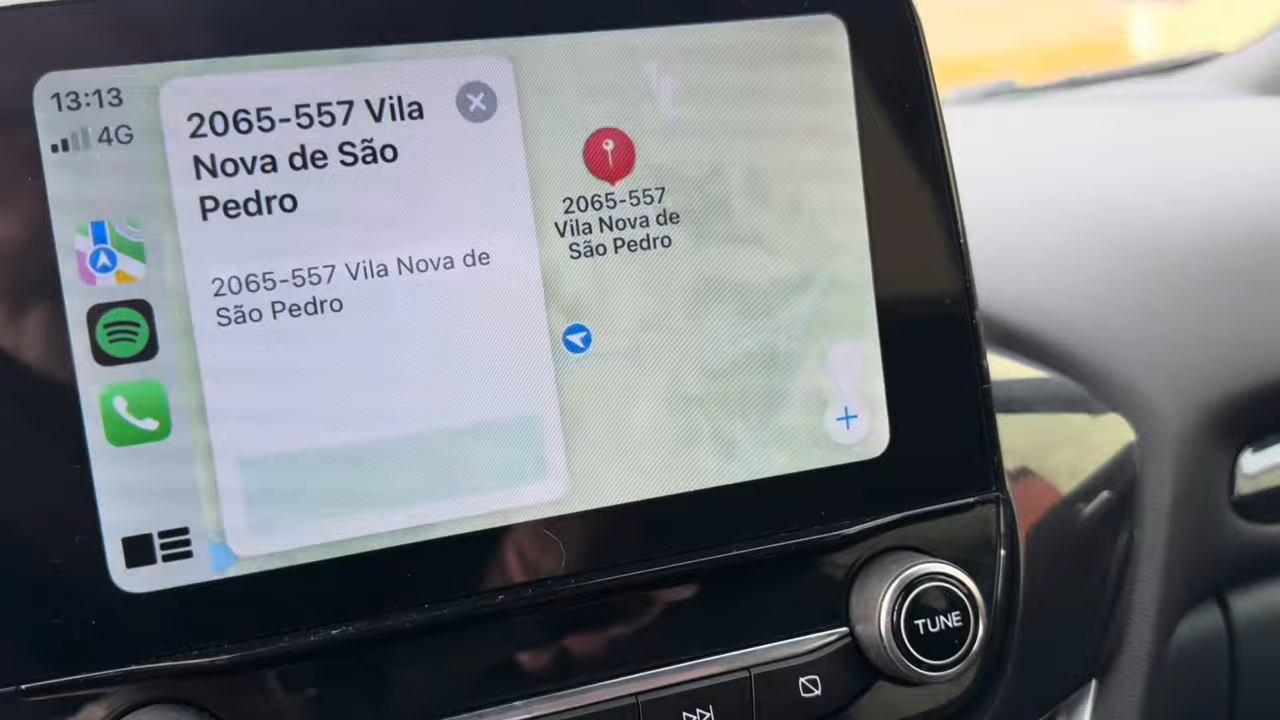 13:13
4G
2065-557 Vila
Nova de São
Pedro
2065-557 Vila Nova de
São Pedro
2065-557
Vila Nova de
São Pedro
TUNE